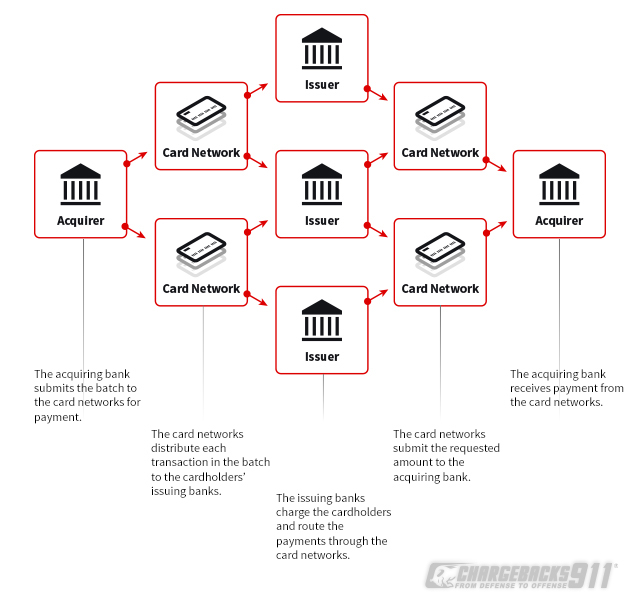 Issuer
Card Network
Card Network
Acquirer
Issuer
Acquirer
Card Network
Card Network
Issuer
The acquiring bank
submits the batch to
the card networks for
payment.
The card networks
distribute each
transaction in the batch
to the cardholders’
issuing banks.
The issuing banks
charge the cardholders
and route the
payments through the
card networks.
The card networks
submit the requested
amount to the
acquiring bank.
The acquiring bank
receives payment from
the card networks.
CHARGEBACKS911®
FROM DEFENSE TO OFFENSE